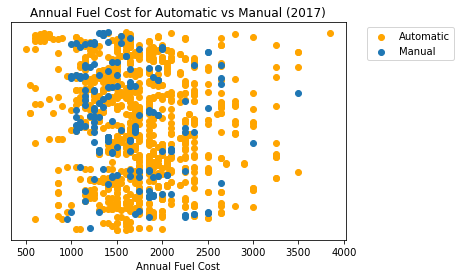 Annual Fuel Cost for Automatic vs Manual (2017)
Automatic
Manual
500 1000 1500 2000 2500 3000 3500 4000
Annual Fuel Cost